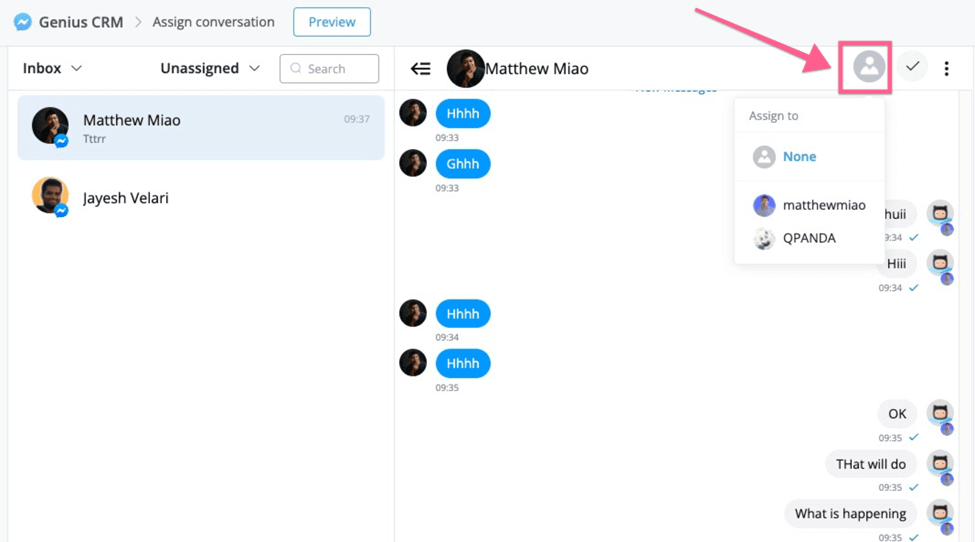 Genius CRM > Assign conversation Preview
Inbox Unassigned Search
Matthew Miao 09:37
Tttrr
Jayesh Velari
Matthew Miao
New Messages
Hhhh
09:33
Ghhh
09:33
Assign to
None
matthewmiao
QPANDA
huii
9:34
Hiii
09:34
Hhhh
09:34
Hhhh
09:35
OK
09:35
THat will do
09:35
What is happening
09:35